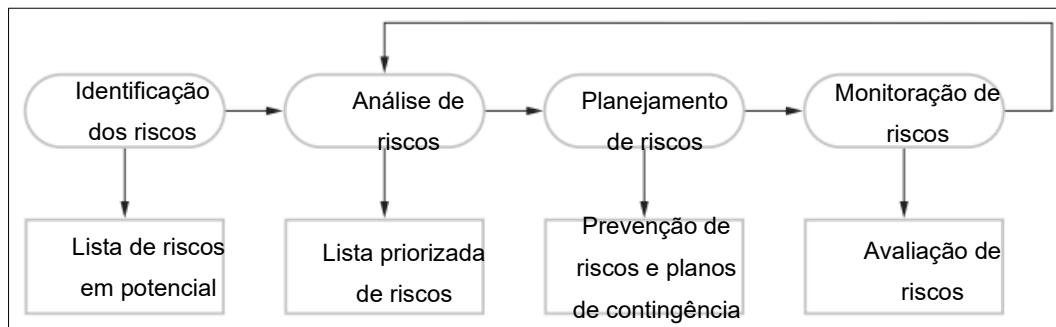 Identificação
dos riscos
Análise de
riscos
Planejamento
de riscos
Monitoração de
riscos
Lista de riscos
em potencial
Lista priorizada
de riscos
Prevenção de
riscos e planos
de contingência
Avaliação de
riscos